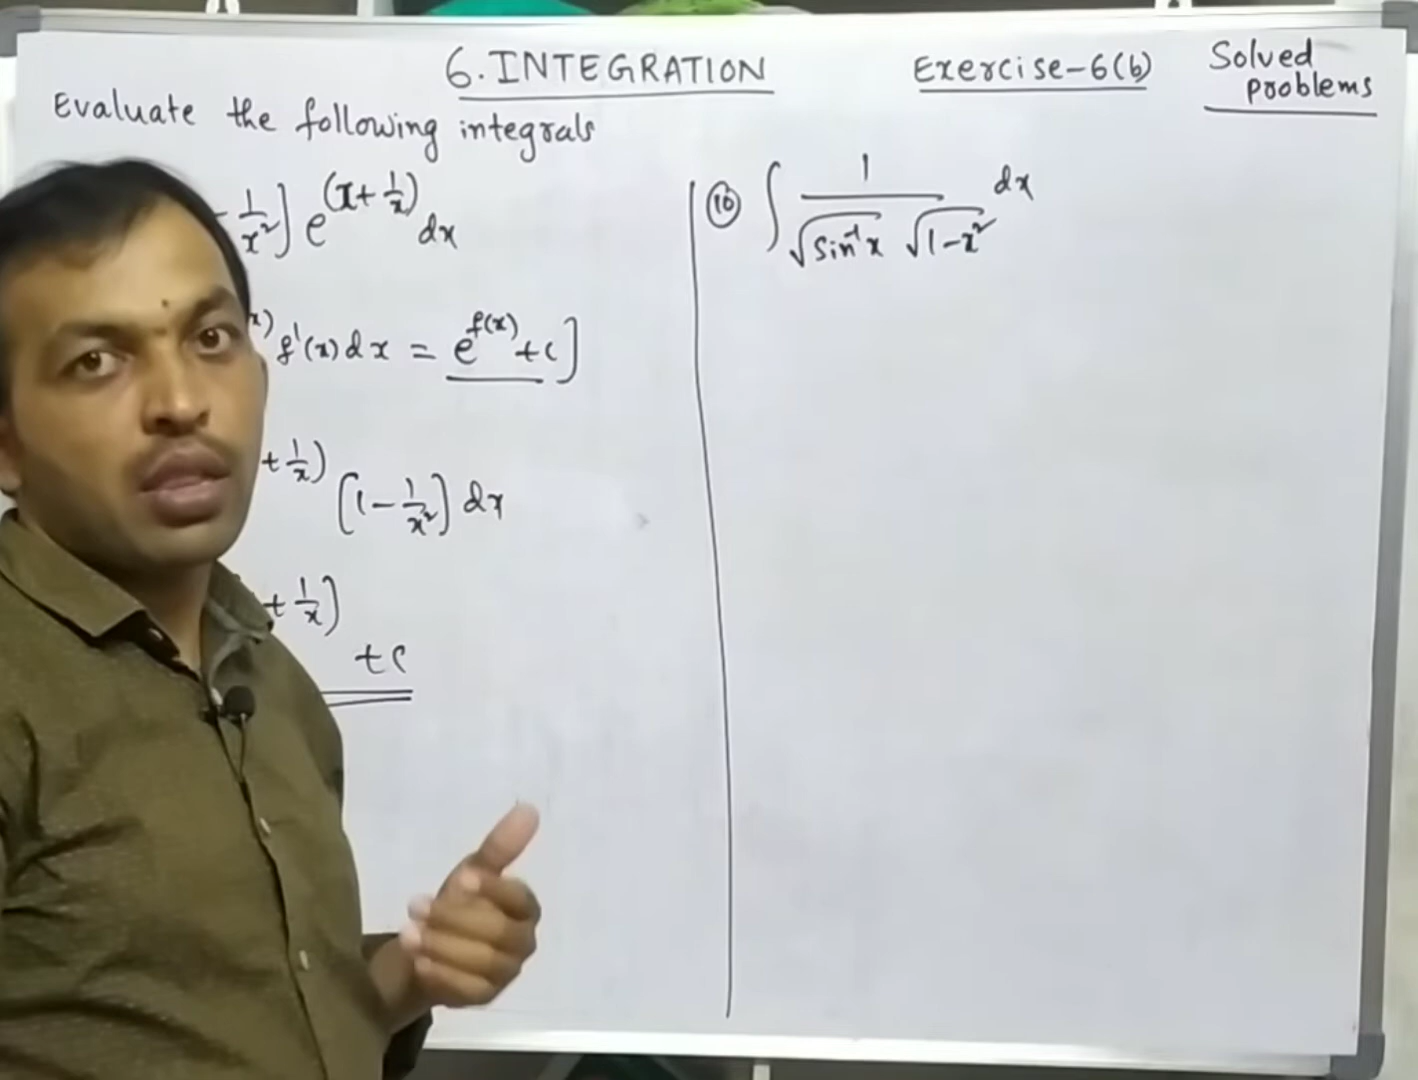 6. INTEGRATION
Exercise-6(b)
Solved
problems
Evaluate the following integrals
- 1/x²] e^(x + 1/x) dx
x) f'(x) dx = e^f(x) + c]
+ 1/x) (1 - 1/x²) dx
+ 1/x)
+c
⑯ ∫ 1/(√sin⁻¹x √1-x²) dx